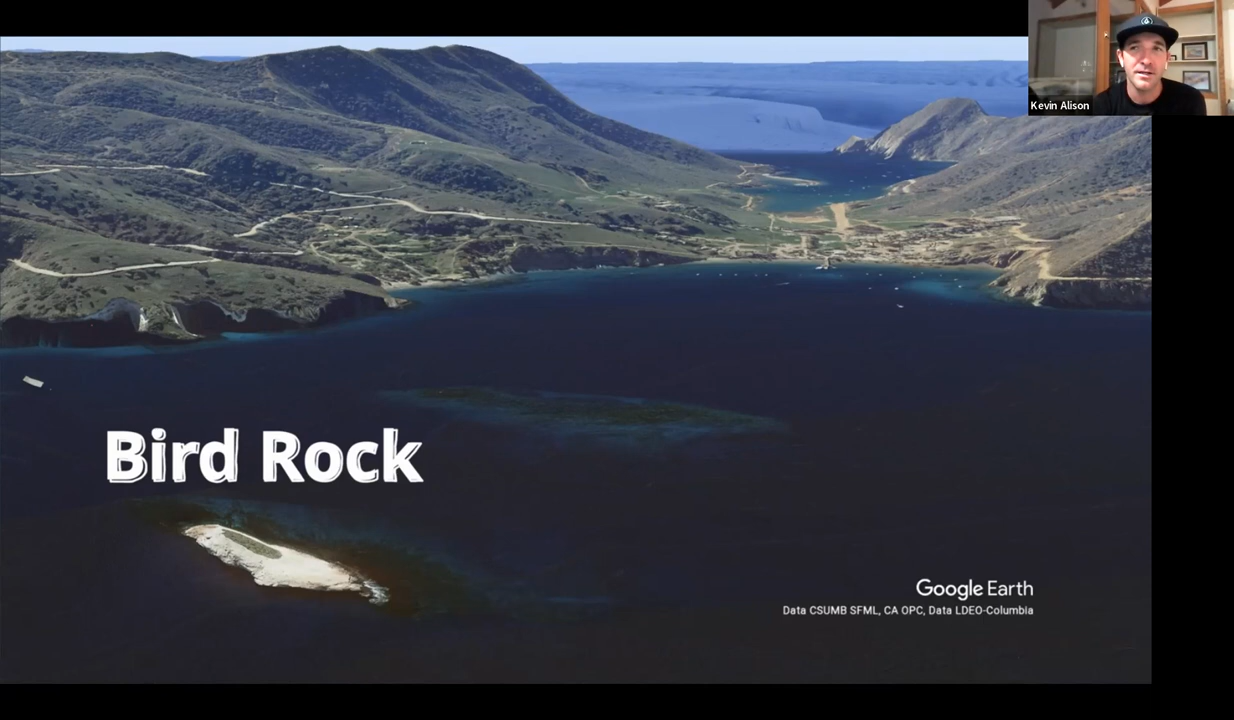 Kevin Alison
Bird Rock
Google Earth
Data CSUMB SFML, CA OPC, Data LDEO-Columbia